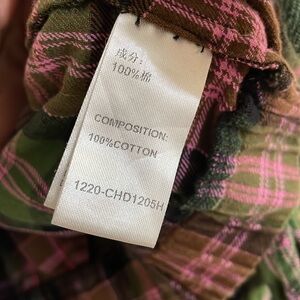 成分:
100%棉
COMPOSITION:
100%COTTON
1220-CHD1205H